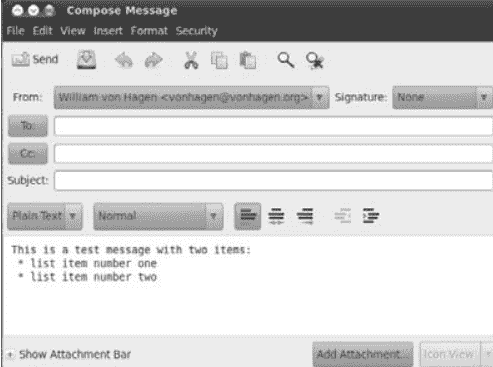 Compose Message
File Edit View Insert Format Security
Send
From: William von Hagen <vonhagen@vonhagen.org> Signature: None
To:
Cc:
Subject:
Plain Text Normal
This is a test message with two items:
* list item number one
* list item number two
+ Show Attachment Bar Add Attachment... Icon View